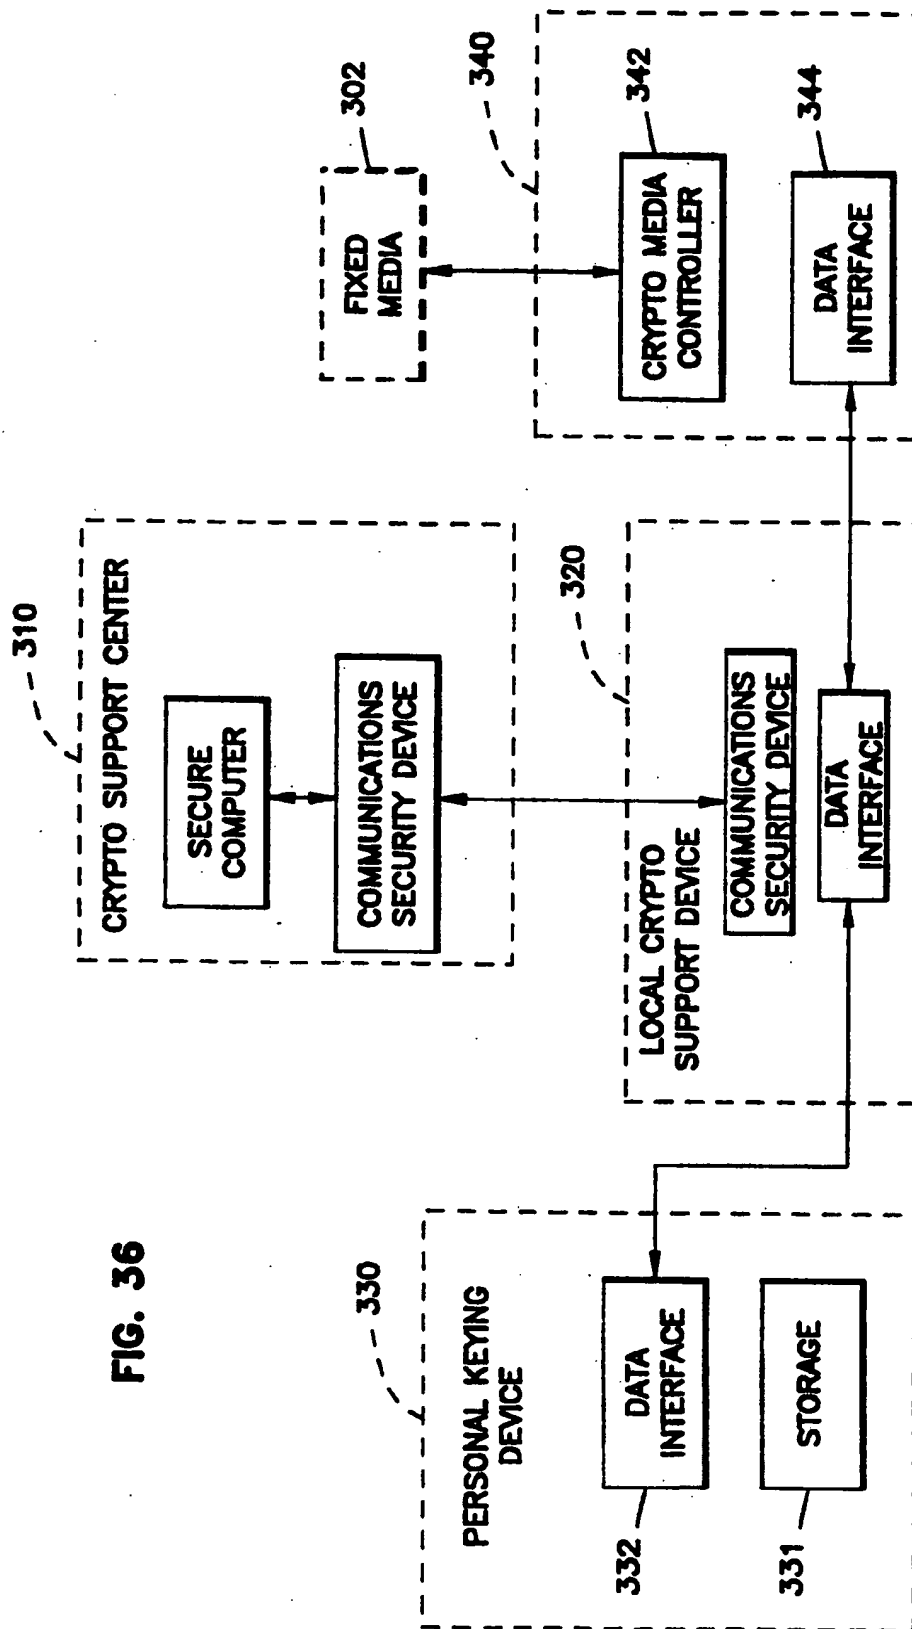 FIG. 36
310
CRYPTO SUPPORT CENTER
SECURE
COMPUTER
COMMUNICATIONS
SECURITY DEVICE
302
FIXED
MEDIA
330
PERSONAL KEYING
DEVICE
DATA
INTERFACE
332
STORAGE
331
320
LOCAL CRYPTO
SUPPORT DEVICE
COMMUNICATIONS
SECURITY DEVICE
DATA
INTERFACE
340
342
CRYPTO MEDIA
CONTROLLER
344
DATA
INTERFACE